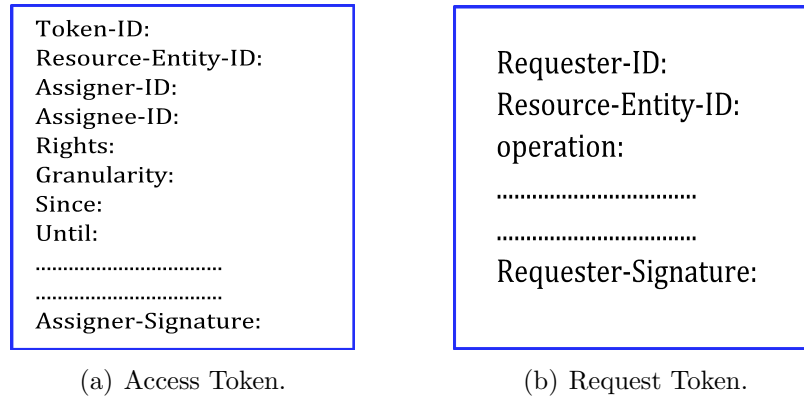 Token-ID:
Resource-Entity-ID:
Assigner-ID:
Assignee-ID:
Rights:
Granularity:
Since:
Until:
..................................
..................................
Assigner-Signature:
(a) Access Token.
Requester-ID:
Resource-Entity-ID:
operation:
..................................
..................................
Requester-Signature:
(b) Request Token.